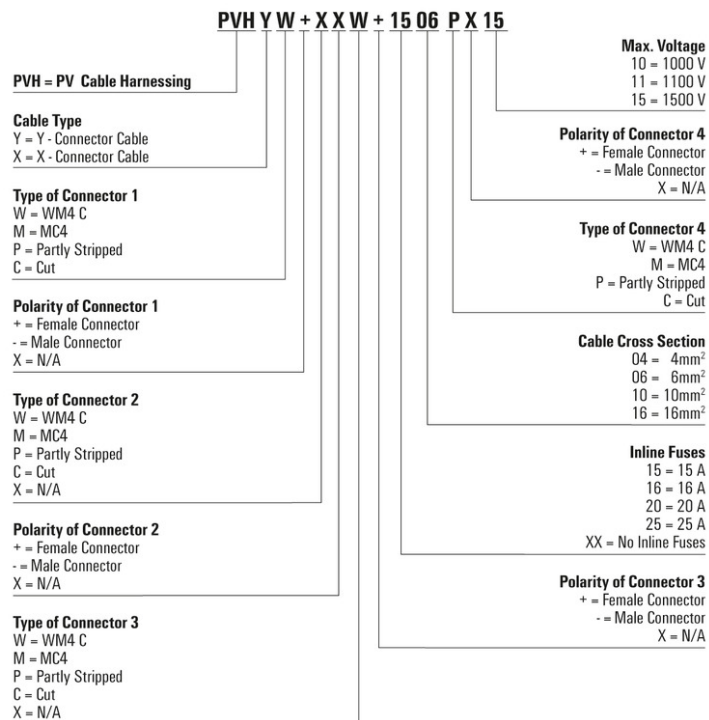 PVH Y W + X X W + 15 06 P X 15
PVH = PV Cable Harnessing
Cable Type
Y = Y - Connector Cable
X = X - Connector Cable
Type of Connector 1
W = WM4 C
M = MC4
P = Partly Stripped
C = Cut
Polarity of Connector 1
+ = Female Connector
- = Male Connector
X = N/A
Type of Connector 2
W = WM4 C
M = MC4
P = Partly Stripped
C = Cut
X = N/A
Polarity of Connector 2
+ = Female Connector
- = Male Connector
X = N/A
Type of Connector 3
W = WM4 C
M = MC4
P = Partly Stripped
C = Cut
X = N/A
Max. Voltage
10 = 1000 V
11 = 1100 V
15 = 1500 V
Polarity of Connector 4
+ = Female Connector
- = Male Connector
X = N/A
Type of Connector 4
W = WM4 C
M = MC4
P = Partly Stripped
C = Cut
Cable Cross Section
04 = 4mm²
06 = 6mm²
10 = 10mm²
16 = 16mm²
Inline Fuses
15 = 15 A
16 = 16 A
20 = 20 A
25 = 25 A
XX = No Inline Fuses
Polarity of Connector 3
+ = Female Connector
- = Male Connector
X = N/A